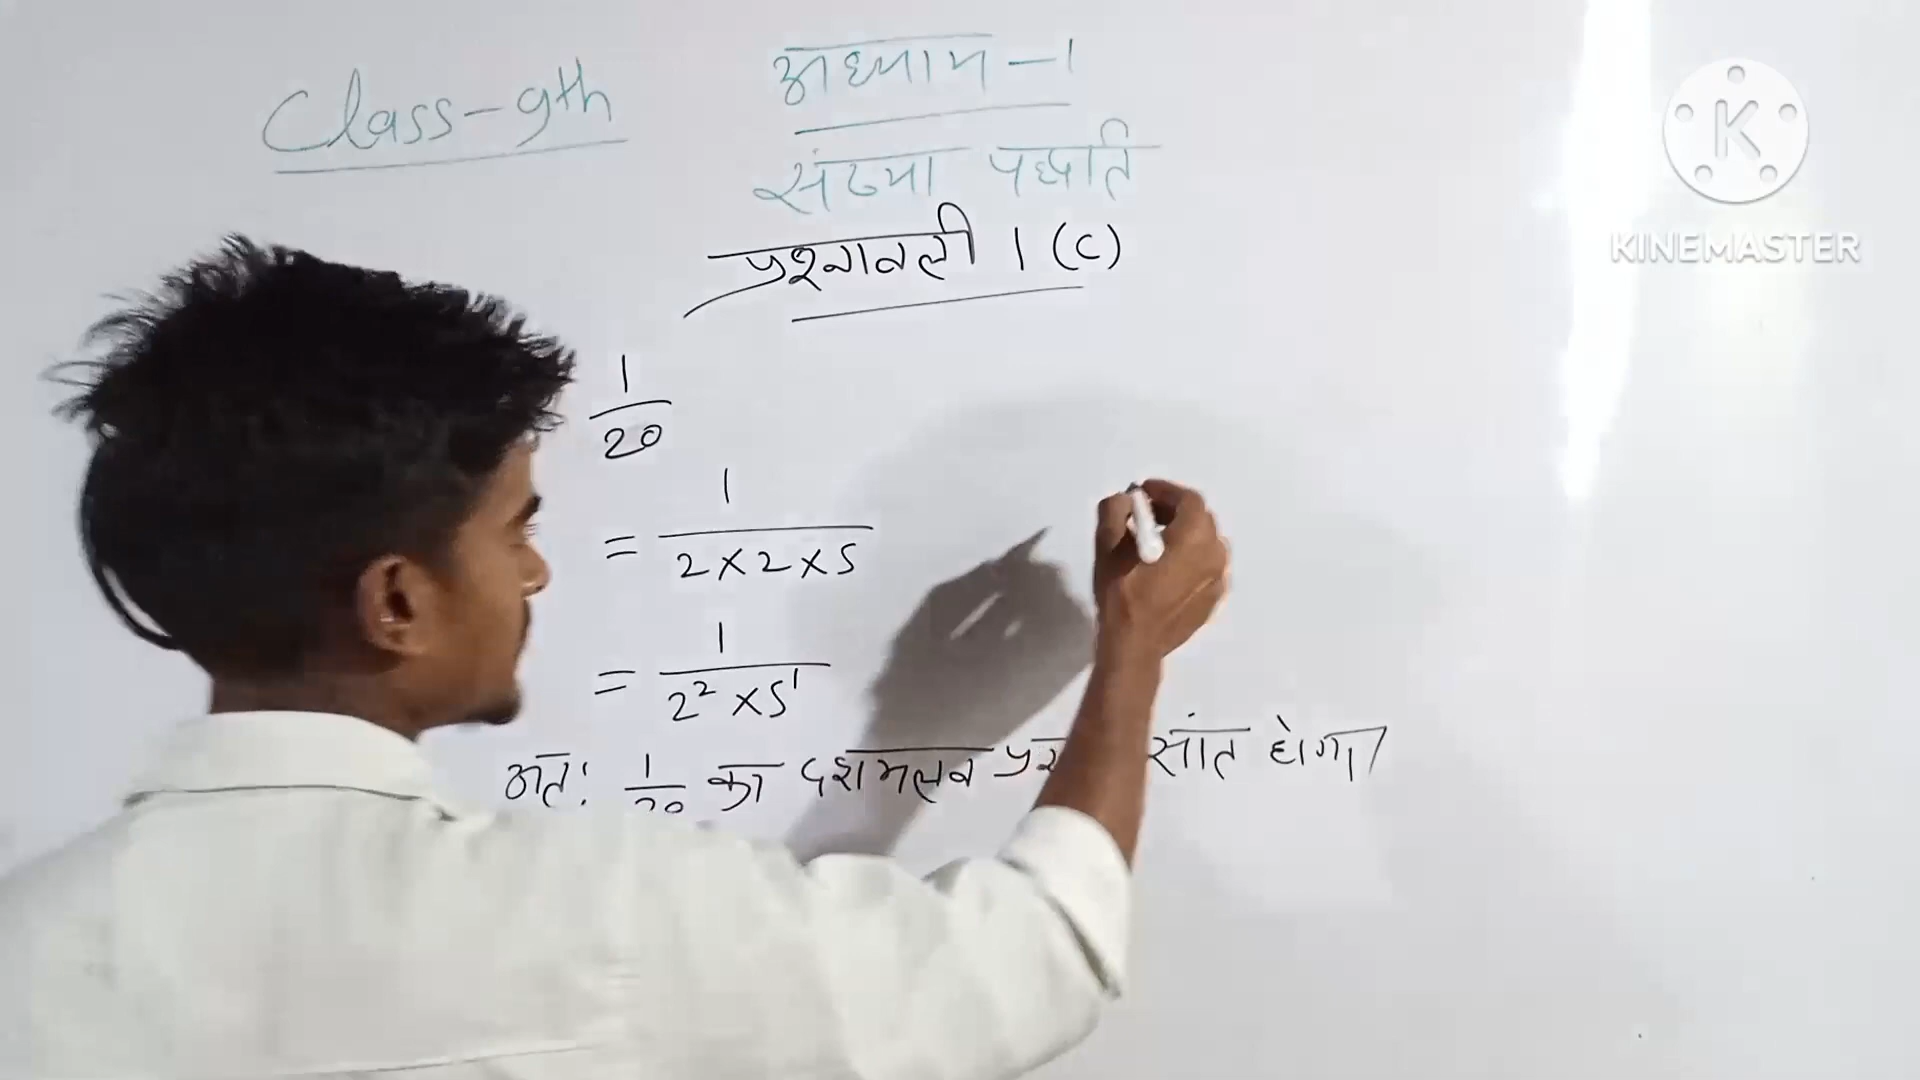 Class-9th
अध्याय-1
संख्या पद्धति
प्रश्नावली 1 (C)
K
KINEMASTER
1/20
= 1/2×2×5
= 1/2² ×5¹
अतः 1/20 का दशमलव सांत होगा